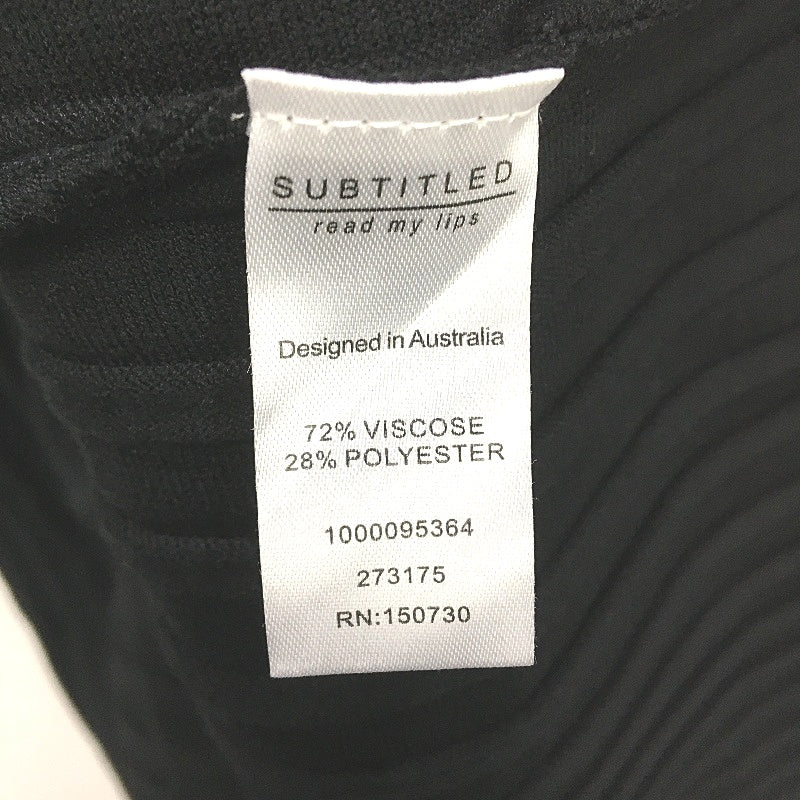 SUBTITLED
read my lips
Designed in Australia
72% VISCOSE
28% POLYESTER
1000095364
273175
RN:150730